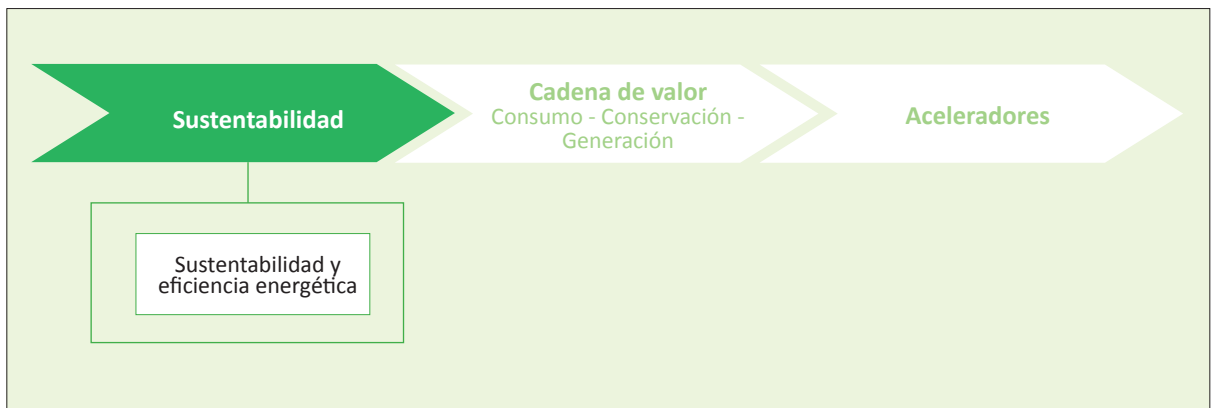 Sustentabilidad
Cadena de valor
Consumo - Conservación -
Generación
Aceleradores
Sustentabilidad y
eficiencia energética